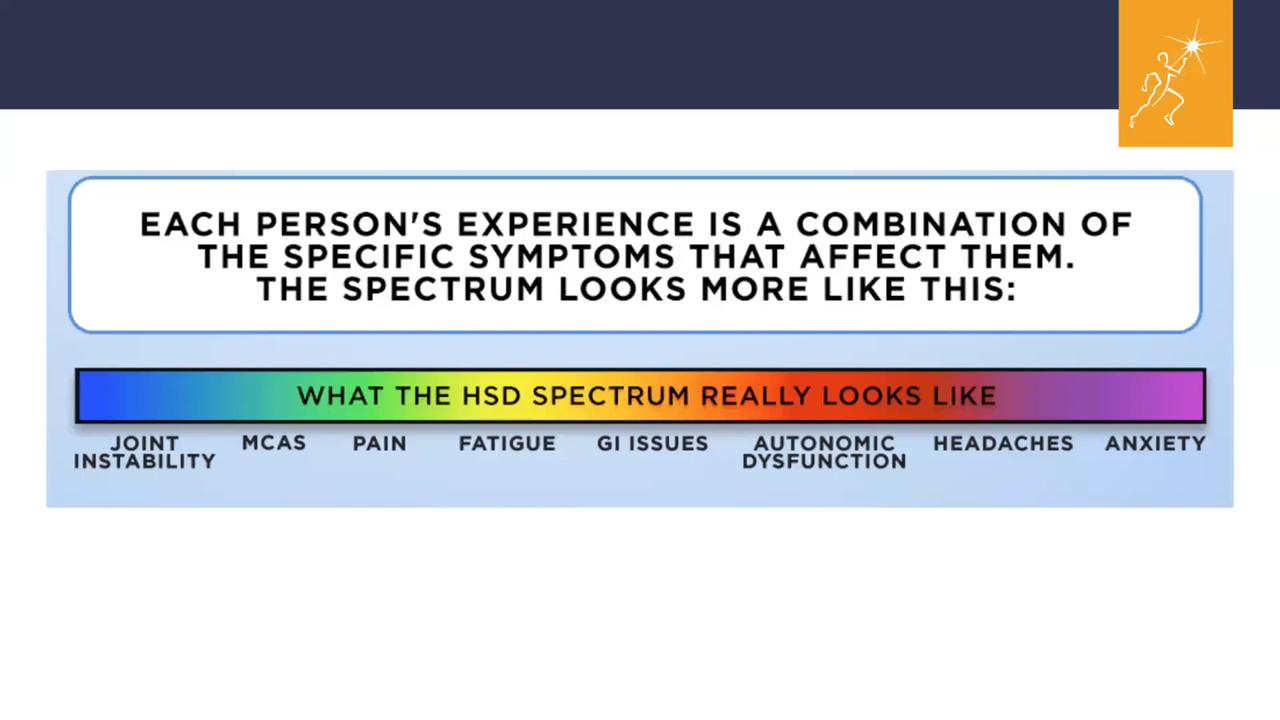 EACH PERSON'S EXPERIENCE IS A COMBINATION OF
THE SPECIFIC SYMPTOMS THAT AFFECT THEM.
THE SPECTRUM LOOKS MORE LIKE THIS:
WHAT THE HSD SPECTRUM REALLY LOOKS LIKE
JOINT
INSTABILITY
MCAS
PAIN
FATIGUE
GI ISSUES
AUTONOMIC
DYSFUNCTION
HEADACHES
ANXIETY